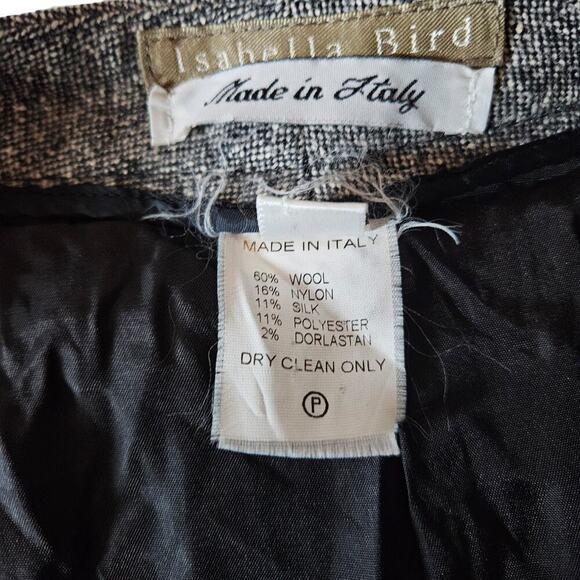 Isabella Bird
Made in Italy
MADE IN ITALY
60% WOOL
16% NYLON
11% SILK
11% POLYESTER
2% DORLASTAN
DRY CLEAN ONLY
P